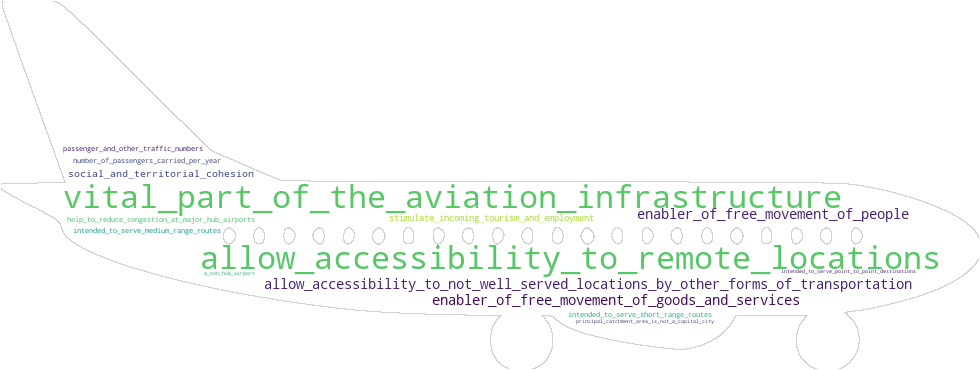 passenger_and_other_traffic_numbers
number_of_passengers_carried_per_year
social_and_territorial_cohesion
vital_part_of_the_aviation_infrastructure
enabler_of_free_movement_of_people
stimulate_incoming_tourism_and_employment
help_to_reduce_congestion_at_major_hub_airports
intended_to_serve_medium_range_routes
allow_accessibility_to_remote_locations
intended_to_serve_point_to_point_destinations
a_non_hub_airport
allow_accessibility_to_not_well_served_locations_by_other_forms_of_transportation
enabler_of_free_movement_of_goods_and_services
intended_to_serve_short_range_routes
principal_catchment_area_is_not_a_capital_city